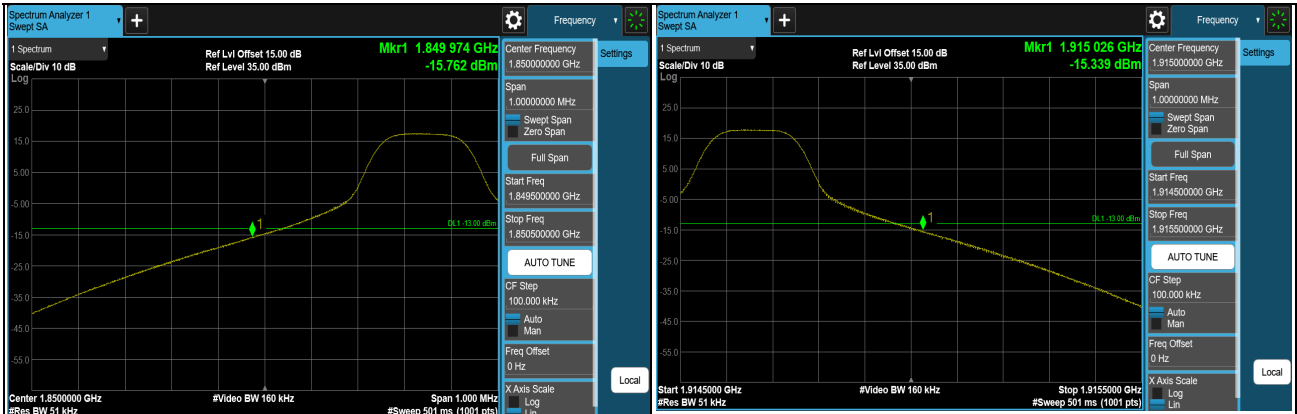 Spectrum Analyzer 1
Swept SA
Frequency
1 Spectrum
Scale/Div 10 dB
Log
Ref Lvl Offset 15.00 dB
Ref Level 35.00 dBm
Mkr1 1.849 974 GHz
-15.762 dBm
25.0
15.0
5.00
-5.00
-15.0
-25.0
-35.0
-45.0
-55.0
1
DL1 -13.00 dBm
Center 1.8500000 GHz
#Res BW 51 kHz
#Video BW 160 kHz
Span 1.000 MHz
#Sweep 501 ms (1001 pts)
Center Frequency
1.850000000 GHz
Settings
Span
1.00000000 MHz
Swept Span
Zero Span
Full Span
Start Freq
1.849500000 GHz
Stop Freq
1.850500000 GHz
AUTO TUNE
CF Step
100.000 kHz
Auto
Man
Freq Offset
0 Hz
X Axis Scale
Log
Lin
Local
Spectrum Analyzer 1
Swept SA
Frequency
1 Spectrum
Scale/Div 10 dB
Log
Ref Lvl Offset 15.00 dB
Ref Level 35.00 dBm
Mkr1 1.915 026 GHz
-15.339 dBm
25.0
15.0
5.00
-5.00
-15.0
-25.0
-35.0
-45.0
-55.0
1
DL1 -13.00 dBm
Start 1.9145000 GHz
#Res BW 51 kHz
#Video BW 160 kHz
Stop 1.9155000 GHz
#Sweep 501 ms (1001 pts)
Center Frequency
1.915000000 GHz
Settings
Span
1.00000000 MHz
Swept Span
Zero Span
Full Span
Start Freq
1.914500000 GHz
Stop Freq
1.915500000 GHz
AUTO TUNE
CF Step
100.000 kHz
Auto
Man
Freq Offset
0 Hz
X Axis Scale
Log
Lin
Local